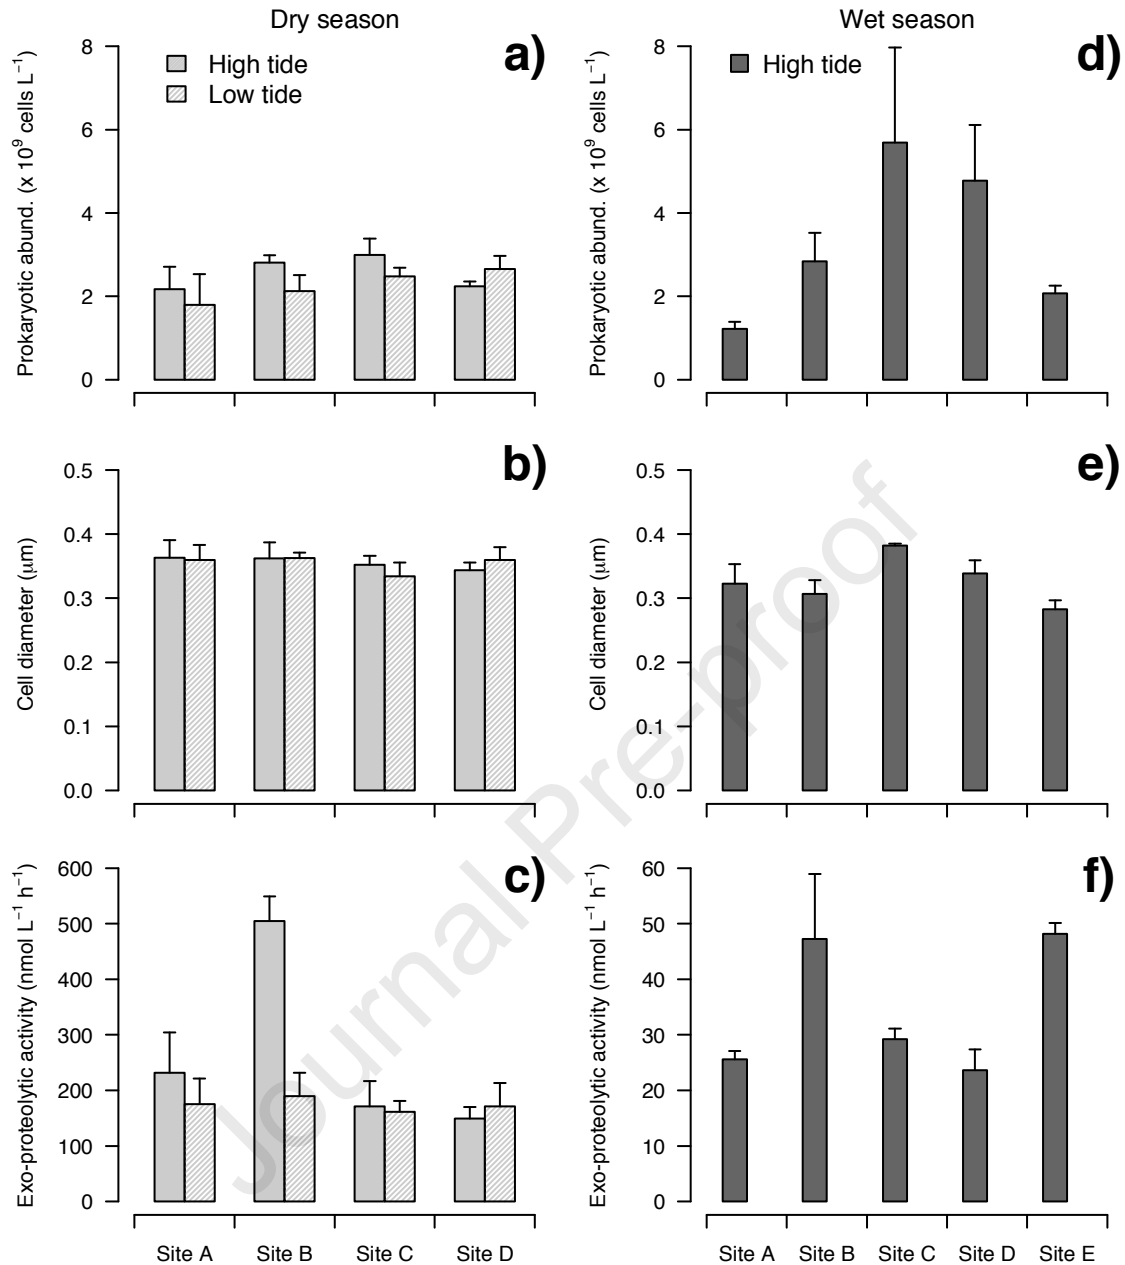 Dry season
a)
High tide
Low tide
Prokaryotic abund. (x 10⁹ cells L⁻¹)
8
6
4
2
0
Wet season
d)
High tide
Prokaryotic abund. (x 10⁹ cells L⁻¹)
8
6
4
2
0
b)
Cell diameter (μm)
0.5
0.4
0.3
0.2
0.1
0.0
e)
Cell diameter (μm)
0.5
0.4
0.3
0.2
0.1
0.0
c)
Exo-proteolytic activity (nmol L⁻¹ h⁻¹)
600
500
400
300
200
100
0
Site A Site B Site C Site D
f)
Exo-proteolytic activity (nmol L⁻¹ h⁻¹)
60
50
40
30
20
10
0
Site A Site B Site C Site D Site E
Journal Pre-proof